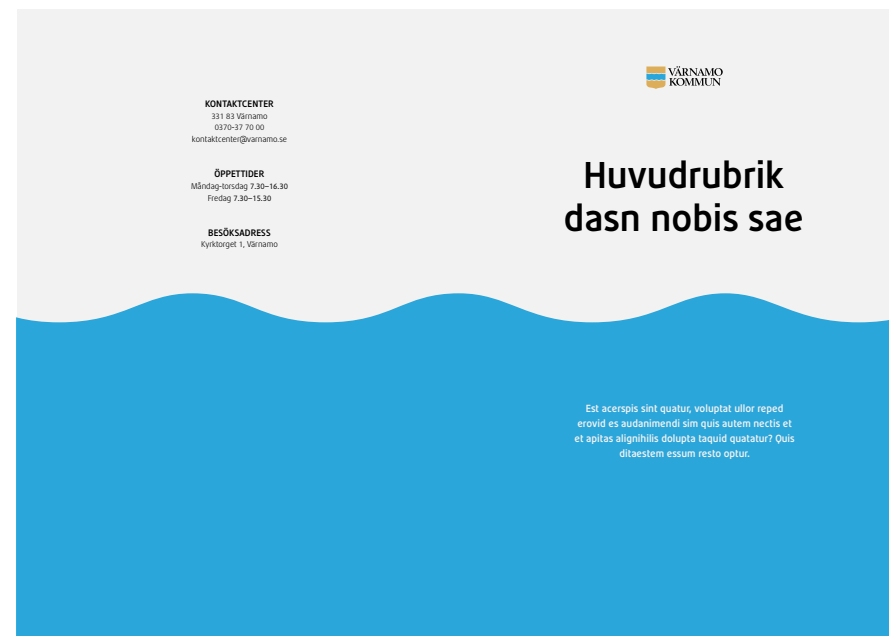 KONTAKTCENTER
331 83 Värnamo
0370-37 70 00
kontaktcenter@varnamo.se
ÖPPETTIDER
Måndag-torsdag 7.30–16.30
Fredag 7.30–15.30
BESÖKSADRESS
Kyrktorget 1, Värnamo
VÄRNAMO
KOMMUN
Huvudrubrik
dasn nobis sae
Est acerspis sint quatur, voluptat ullor reped
erovid es audanimendi sim quis autem nectis et
et apitas alignihilis dolupta taquid quatatur? Quis
ditaestem essum resto optur.